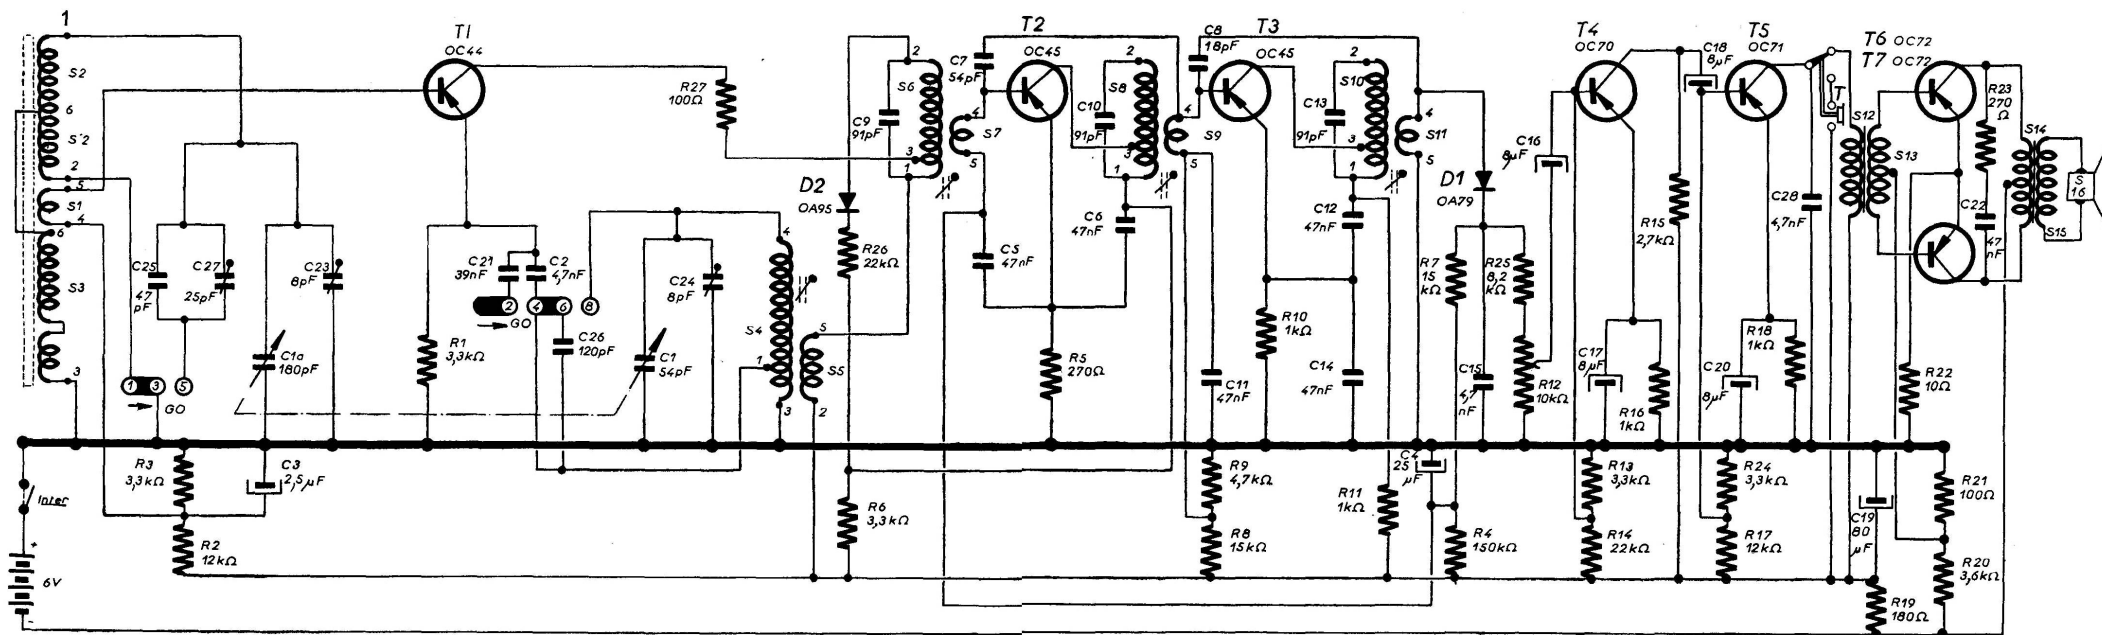 1
S2
6
S'2
2
5
S1
4
6
S3
3
T1
OC44
R27
100Ω
C25
47
pF
C27
25pF
C1a
180pF
C23
8pF
1
3
5
GO
R1
3,3kΩ
C21
39nF
C2
4,7nF
2
4
6
8
GO
C26
120pF
C24
8pF
C1
54pF
4
S4
1
3
5
S5
2
D2
OA95
R26
22kΩ
2
S6
C9
91pF
3
1
4
S7
5
C7
54pF
T2
OC45
C5
47nF
C6
47nF
R5
270Ω
2
S8
C10
91pF
3
1
4
S9
5
C8
18pF
T3
OC45
C11
47nF
R10
1kΩ
C12
47nF
C14
47nF
2
S10
C13
91pF
3
1
4
S11
5
D1
OA79
R7
15
kΩ
R25
8,2
kΩ
C15
4,7
nF
R12
10kΩ
C16
8µF
T4
OC70
C17
8µF
R16
1kΩ
R15
2,7kΩ
C18
8µF
T5
OC71
R18
1kΩ
C20
8µF
C28
4,7nF
T
S12
S13
T6 OC72
T7 OC72
R23
270
Ω
C22
47
nF
R22
10Ω
S14
S15
S
16
R3
3,3kΩ
C3
2,5µF
R2
12kΩ
Inter
+
6V
-
R6
3,3kΩ
R9
4,7kΩ
R8
15kΩ
R11
1kΩ
C4
25
µF
R4
150kΩ
R13
3,3kΩ
R14
22kΩ
R24
3,3kΩ
R17
12kΩ
C19
80
µF
R19
180Ω
R21
100Ω
R20
3,6kΩ